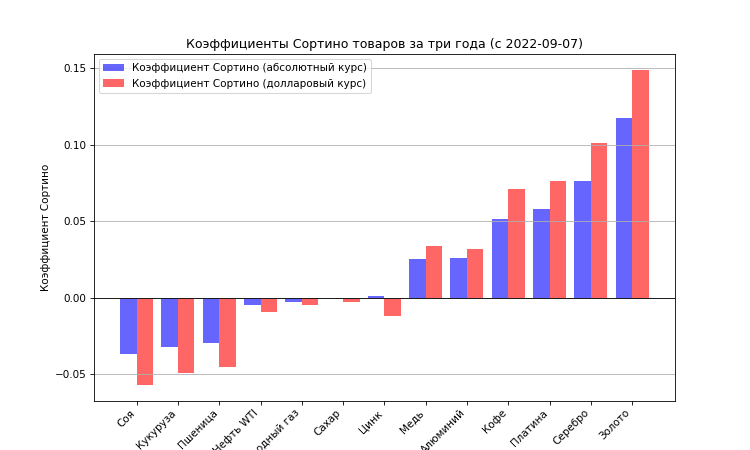 Коэффициенты Сортино товаров за три года (с 2022-09-07)
Коэффициент Сортино (абсолютный курс)
Коэффициент Сортино (долларовый курс)
Коэффициент Сортино
0.15
0.10
0.05
0.00
−0.05
Соя
Кукуруза
Пшеница
Нефть WTI
одный газ
Сахар
Цинк
Медь
Алюминий
Кофе
Платина
Серебро
Золото